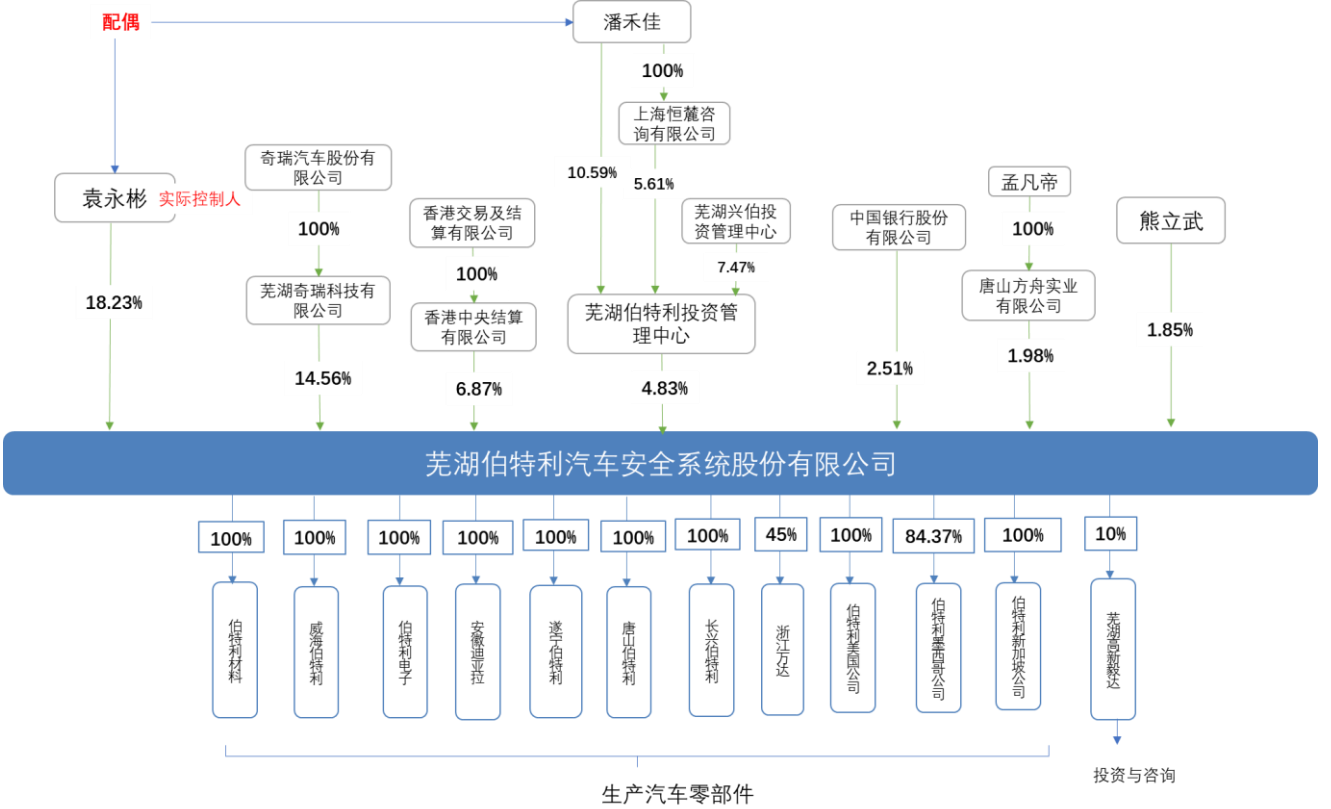 配偶
潘禾佳
100%
上海恒麓咨
询有限公司
10.59%
5.61%
袁永彬
实际控制人
奇瑞汽车股份有
限公司
100%
芜湖奇瑞科技有
限公司
香港交易及结
算有限公司
100%
香港中央结算
有限公司
芜湖兴伯投
资管理中心
7.47%
芜湖伯特利投资管
理中心
中国银行股份
有限公司
孟凡帝
100%
唐山方舟实业
有限公司
熊立武
18.23%
14.56%
6.87%
4.83%
2.51%
1.98%
1.85%
芜湖伯特利汽车安全系统股份有限公司
100%
100%
100%
100%
100%
100%
100%
45%
100%
84.37%
100%
10%
伯特利材料
威海伯特利
伯特利电子
安徽迪亚拉
遂宁伯特利
唐山伯特利
长兴伯特利
浙江万达
伯特利美国公司
伯特利墨西哥公司
伯特利新加坡公司
芜湖高新毅达
生产汽车零部件
投资与咨询